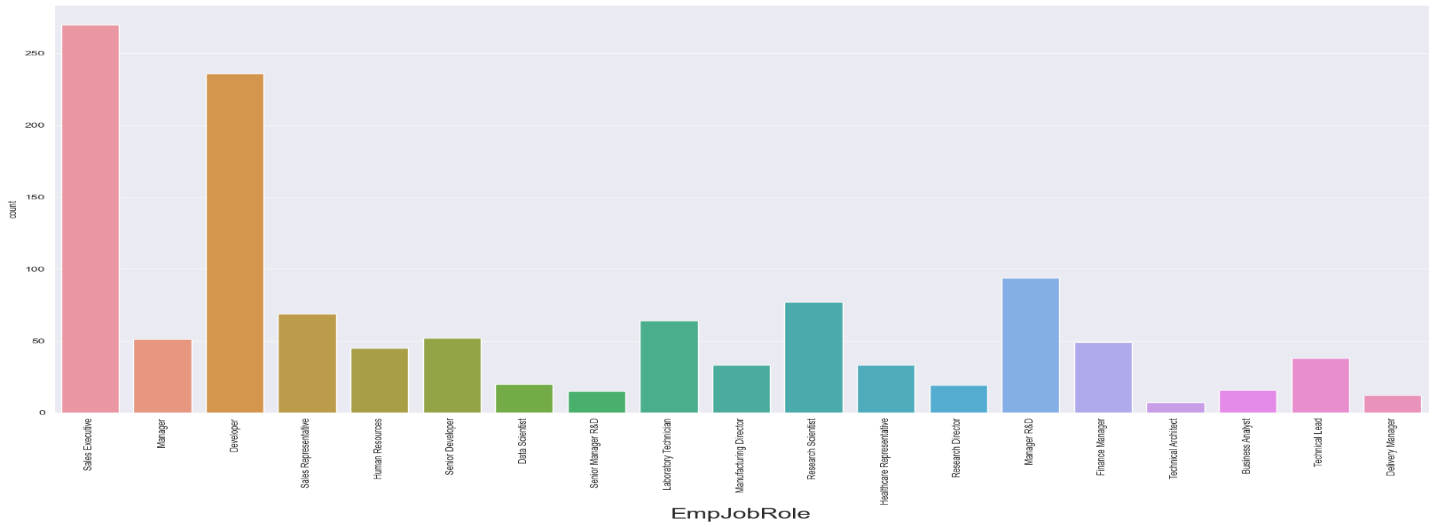 250
200
150
100
50
0
count
Sales Executive
Manager
Developer
Sales Representative
Human Resources
Senior Developer
Data Scientist
Senior Manager R&D
Laboratory Technician
Manufacturing Director
Research Scientist
Healthcare Representative
Research Director
Manager R&D
Finance Manager
Technical Architect
Business Analyst
Technical Lead
Delivery Manager
EmpJobRole